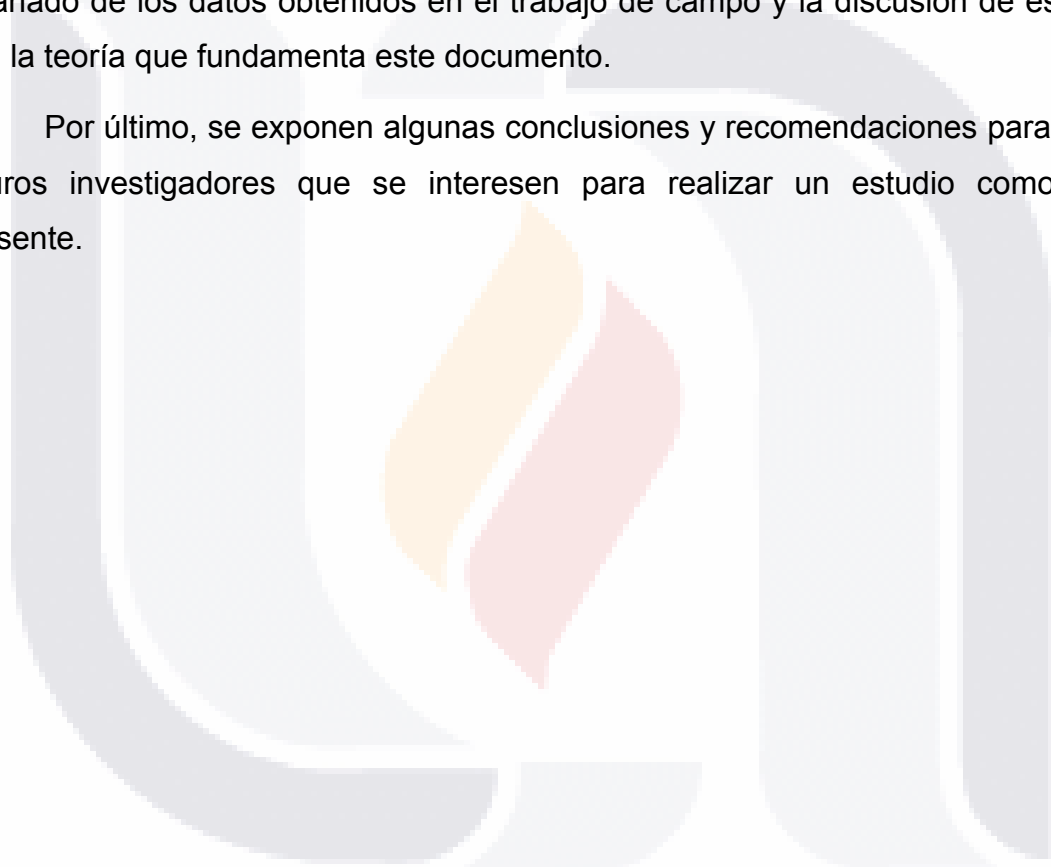 de los datos obtenidos en el trabajo de campo y la discusión de
la teoría que fundamenta este documento.
Por último, se exponen algunas conclusiones y recomendaciones para
investigadores que se interesen para realizar un estudio como
sente.